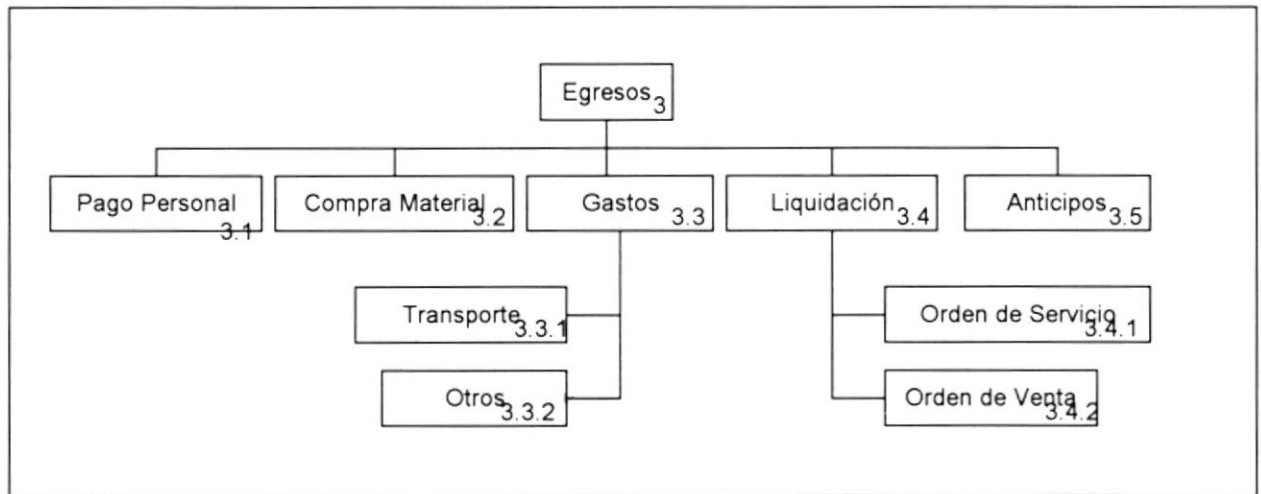 Egresos 3
Pago Personal 3.1
Compra Material 3.2
Gastos 3.3
Liquidación 3.4
Anticipos 3.5
Transporte 3.3.1
Orden de Servicio 3.4.1
Otros 3.3.2
Orden de Venta 3.4.2